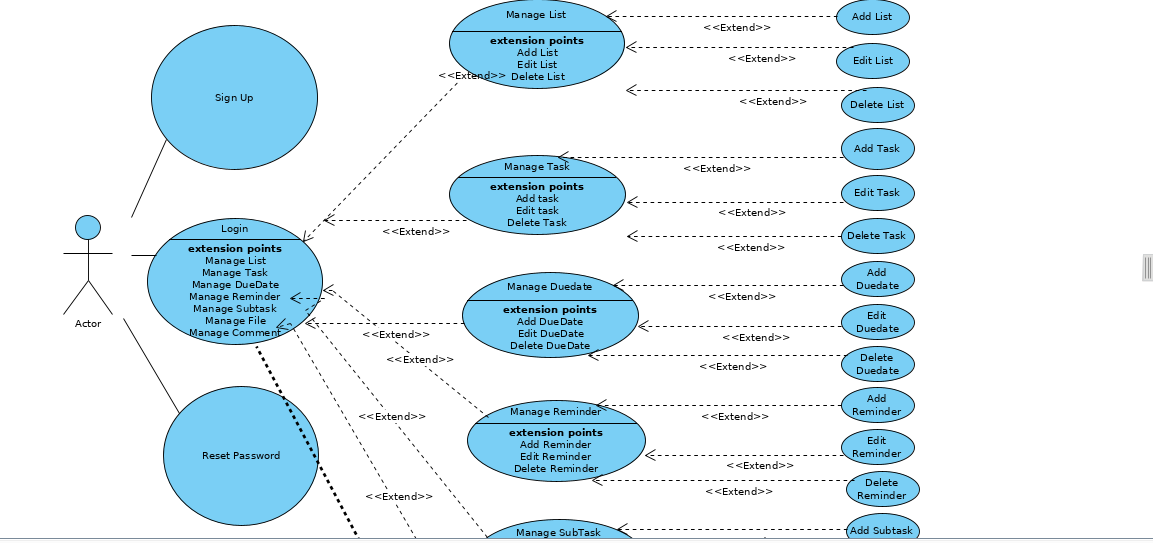 Sign Up
Actor
Login
extension points
Manage List
Manage Task
Manage DueDate
Manage Reminder
Manage Subtask
Manage File
Manage Comment
Reset Password
Manage List
extension points
Add List
Edit List
Delete List
<<Extend>>
Manage Task
extension points
Add task
Edit task
Delete Task
<<Extend>>
Manage Duedate
extension points
Add DueDate
Edit DueDate
Delete DueDate
<<Extend>>
<<Extend>>
Manage Reminder
extension points
Add Reminder
Edit Reminder
Delete Reminder
<<Extend>>
<<Extend>>
Manage SubTask
<<Extend>>
Add List
<<Extend>>
Edit List
<<Extend>>
Delete List
<<Extend>>
Add Task
<<Extend>>
Edit Task
<<Extend>>
Delete Task
<<Extend>>
Add
Duedate
<<Extend>>
Edit
Duedate
<<Extend>>
Delete
Duedate
<<Extend>>
Add
Reminder
<<Extend>>
Edit
Reminder
<<Extend>>
Delete
Reminder
Add Subtask